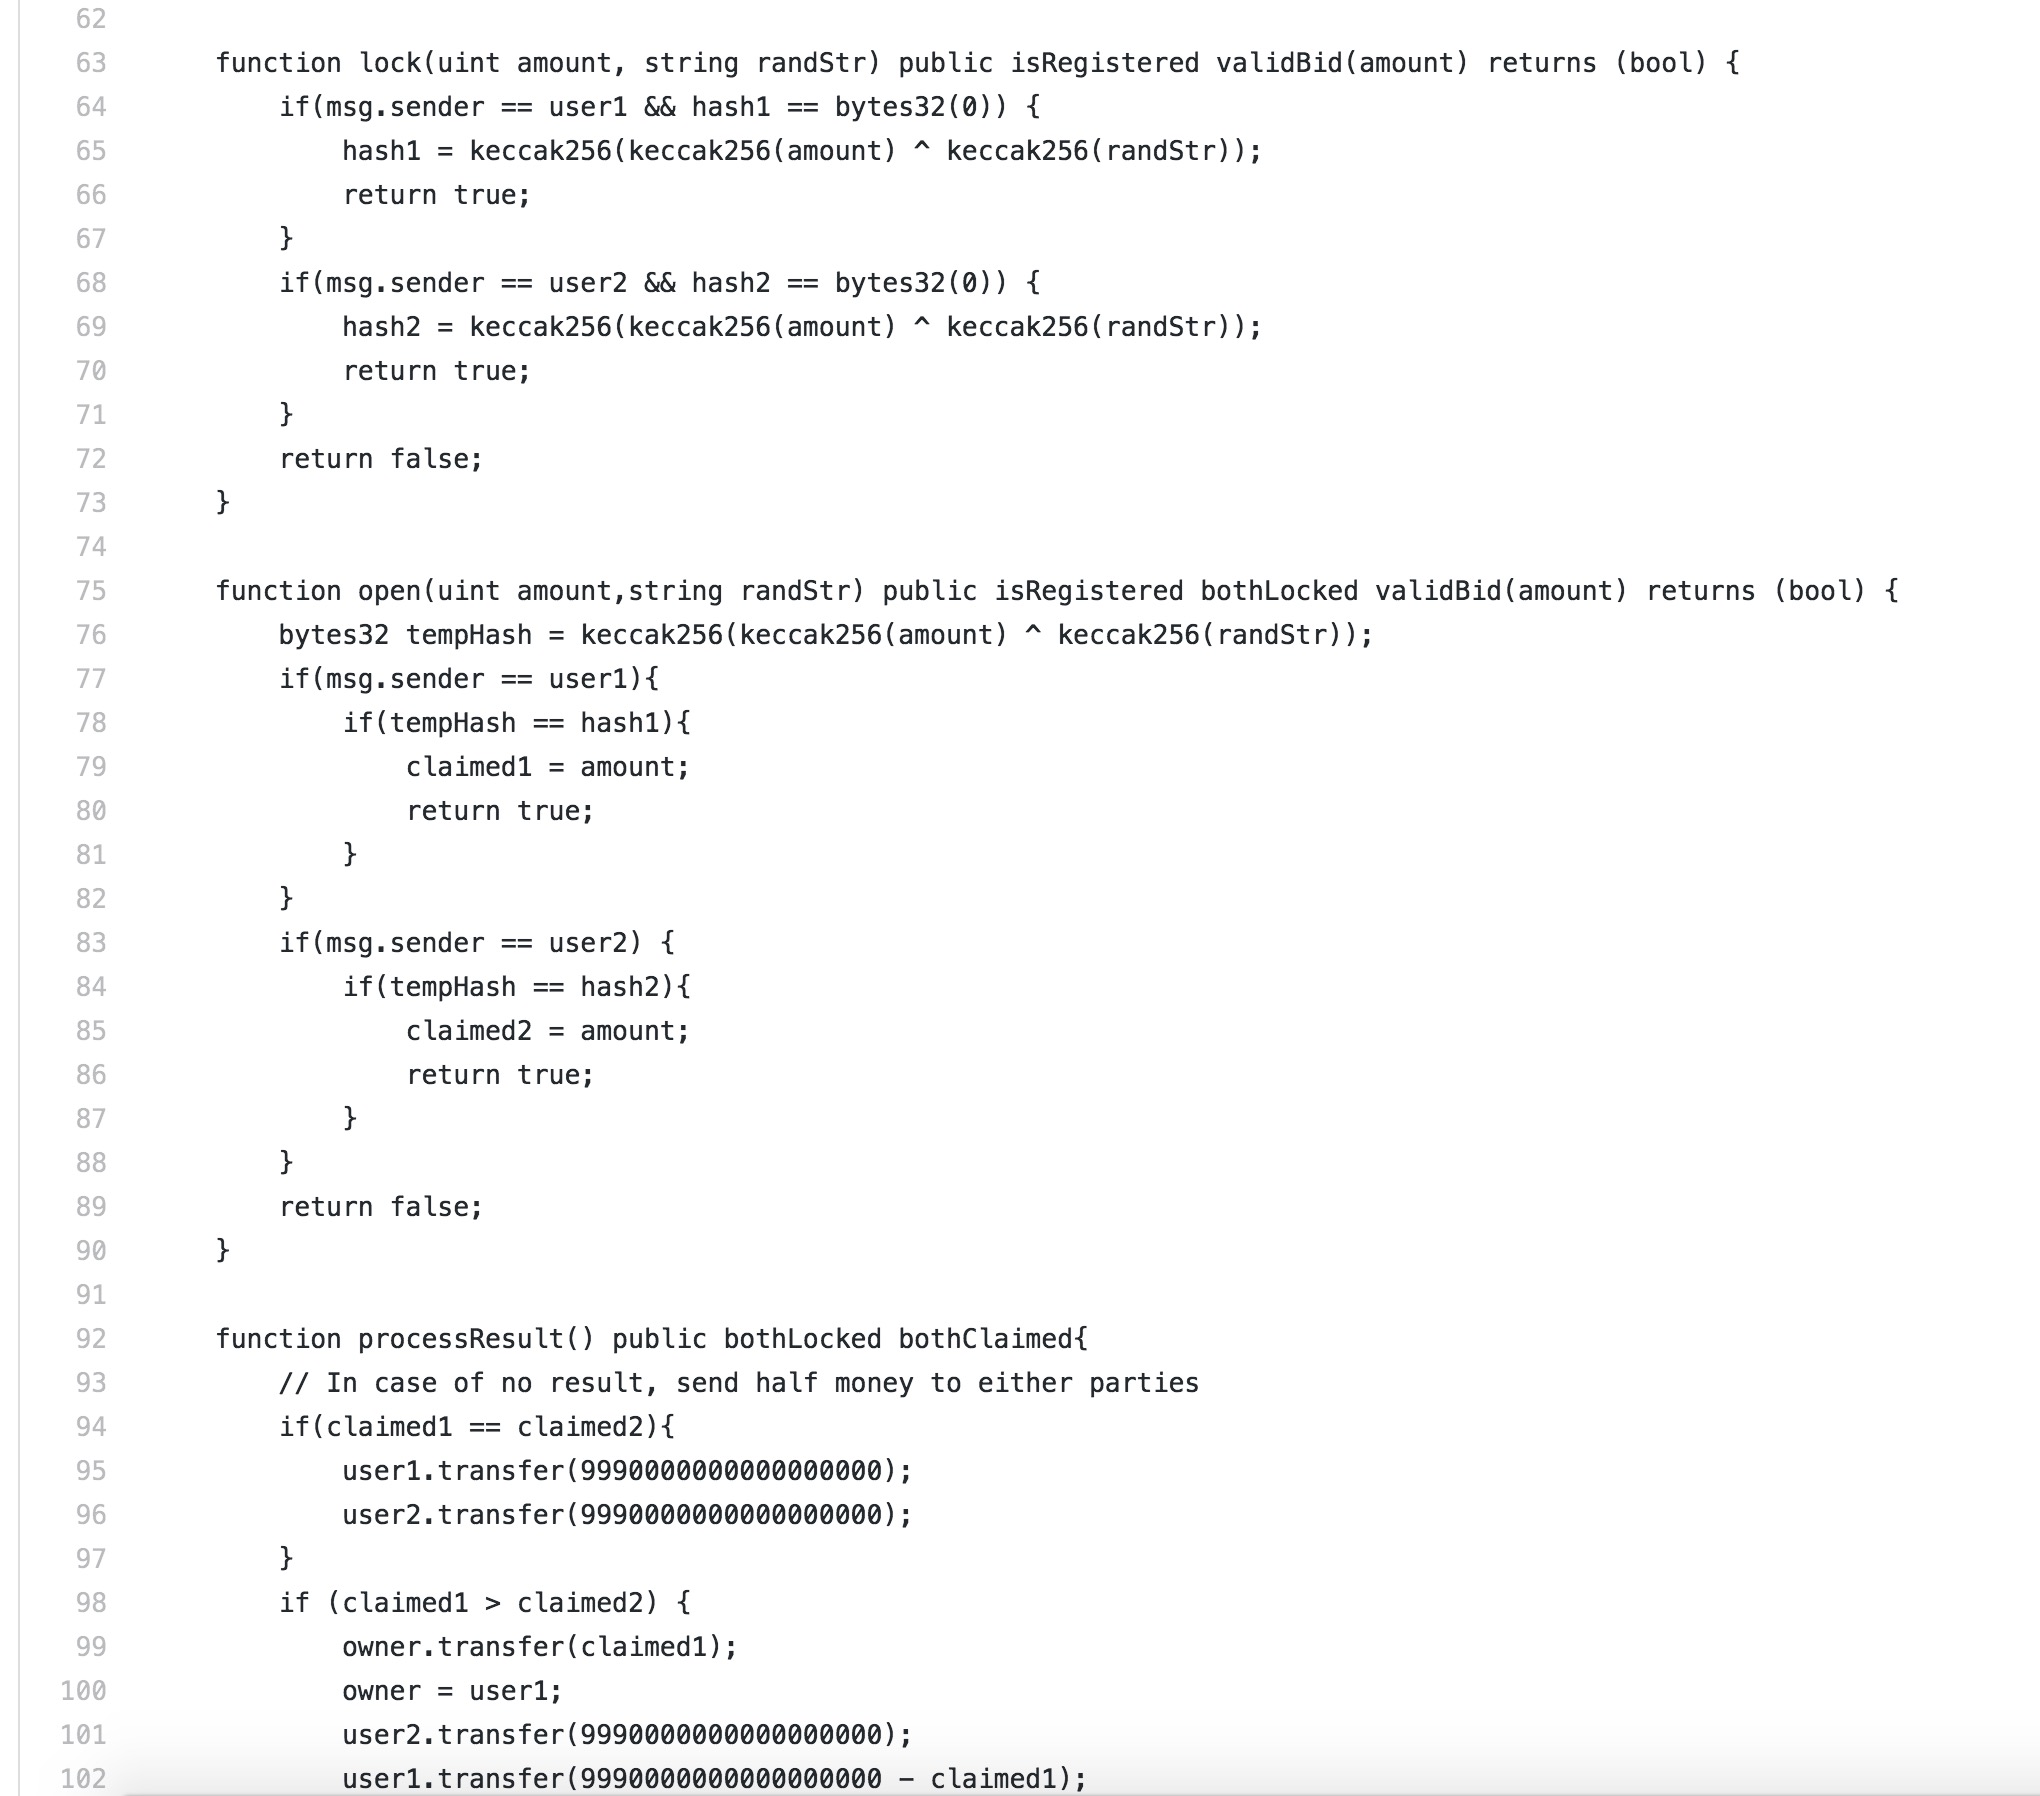 62
63 function lock(uint amount, string randStr) public isRegistered validBid(amount) returns (bool) {
64 if(msg.sender == user1 && hash1 == bytes32(0)) {
65 hash1 = keccak256(keccak256(amount) ^ keccak256(randStr));
66 return true;
67 }
68 if(msg.sender == user2 && hash2 == bytes32(0)) {
69 hash2 = keccak256(keccak256(amount) ^ keccak256(randStr));
70 return true;
71 }
72 return false;
73 }
74
75 function open(uint amount,string randStr) public isRegistered bothLocked validBid(amount) returns (bool) {
76 bytes32 tempHash = keccak256(keccak256(amount) ^ keccak256(randStr));
77 if(msg.sender == user1){
78 if(tempHash == hash1){
79 claimed1 = amount;
80 return true;
81 }
82 }
83 if(msg.sender == user2) {
84 if(tempHash == hash2){
85 claimed2 = amount;
86 return true;
87 }
88 }
89 return false;
90 }
91
92 function processResult() public bothLocked bothClaimed{
93 // In case of no result, send half money to either parties
94 if(claimed1 == claimed2){
95 user1.transfer(9990000000000000000);
96 user2.transfer(9990000000000000000);
97 }
98 if (claimed1 > claimed2) {
99 owner.transfer(claimed1);
100 owner = user1;
101 user2.transfer(9990000000000000000);
102 user1.transfer(9990000000000000000 - claimed1);